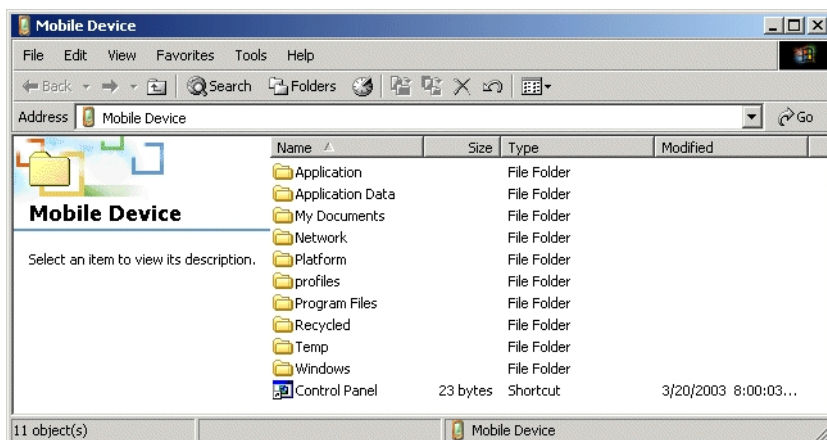 Mobile Device
File Edit View Favorites Tools Help
Back Search Folders
Address Mobile Device Go
Name Size Type Modified
Application File Folder
Application Data File Folder
Mobile Device
My Documents File Folder
Network File Folder
Select an item to view its description.
Platform File Folder
profiles File Folder
Program Files File Folder
Recycled File Folder
Temp File Folder
Windows File Folder
Control Panel 23 bytes Shortcut 3/20/2003 8:00:03...
11 object(s) Mobile Device